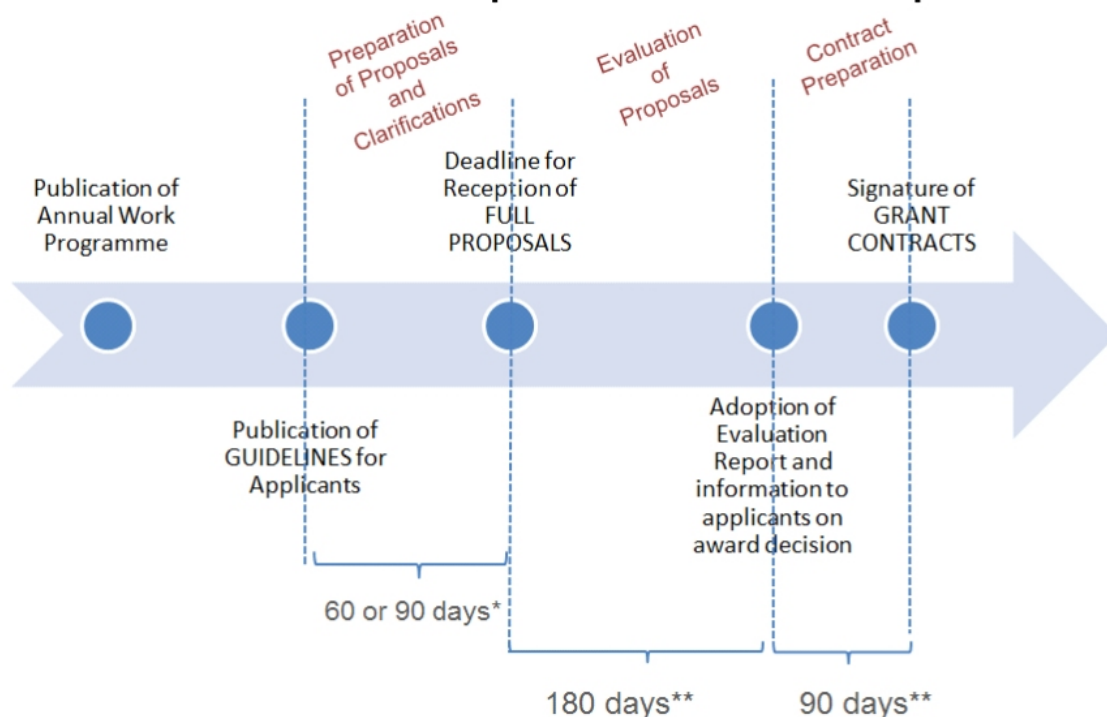 Preparation
of Proposals
and
Clarifications
Evaluation
of
Proposals
Contract
Preparation
Publication of
Annual Work
Programme
Deadline for
Reception of
FULL
PROPOSALS
Signature of
GRANT
CONTRACTS
Publication of
GUIDELINES for
Applicants
Adoption of
Evaluation
Report and
information to
applicants on
award decision
60 or 90 days*
180 days**
90 days**